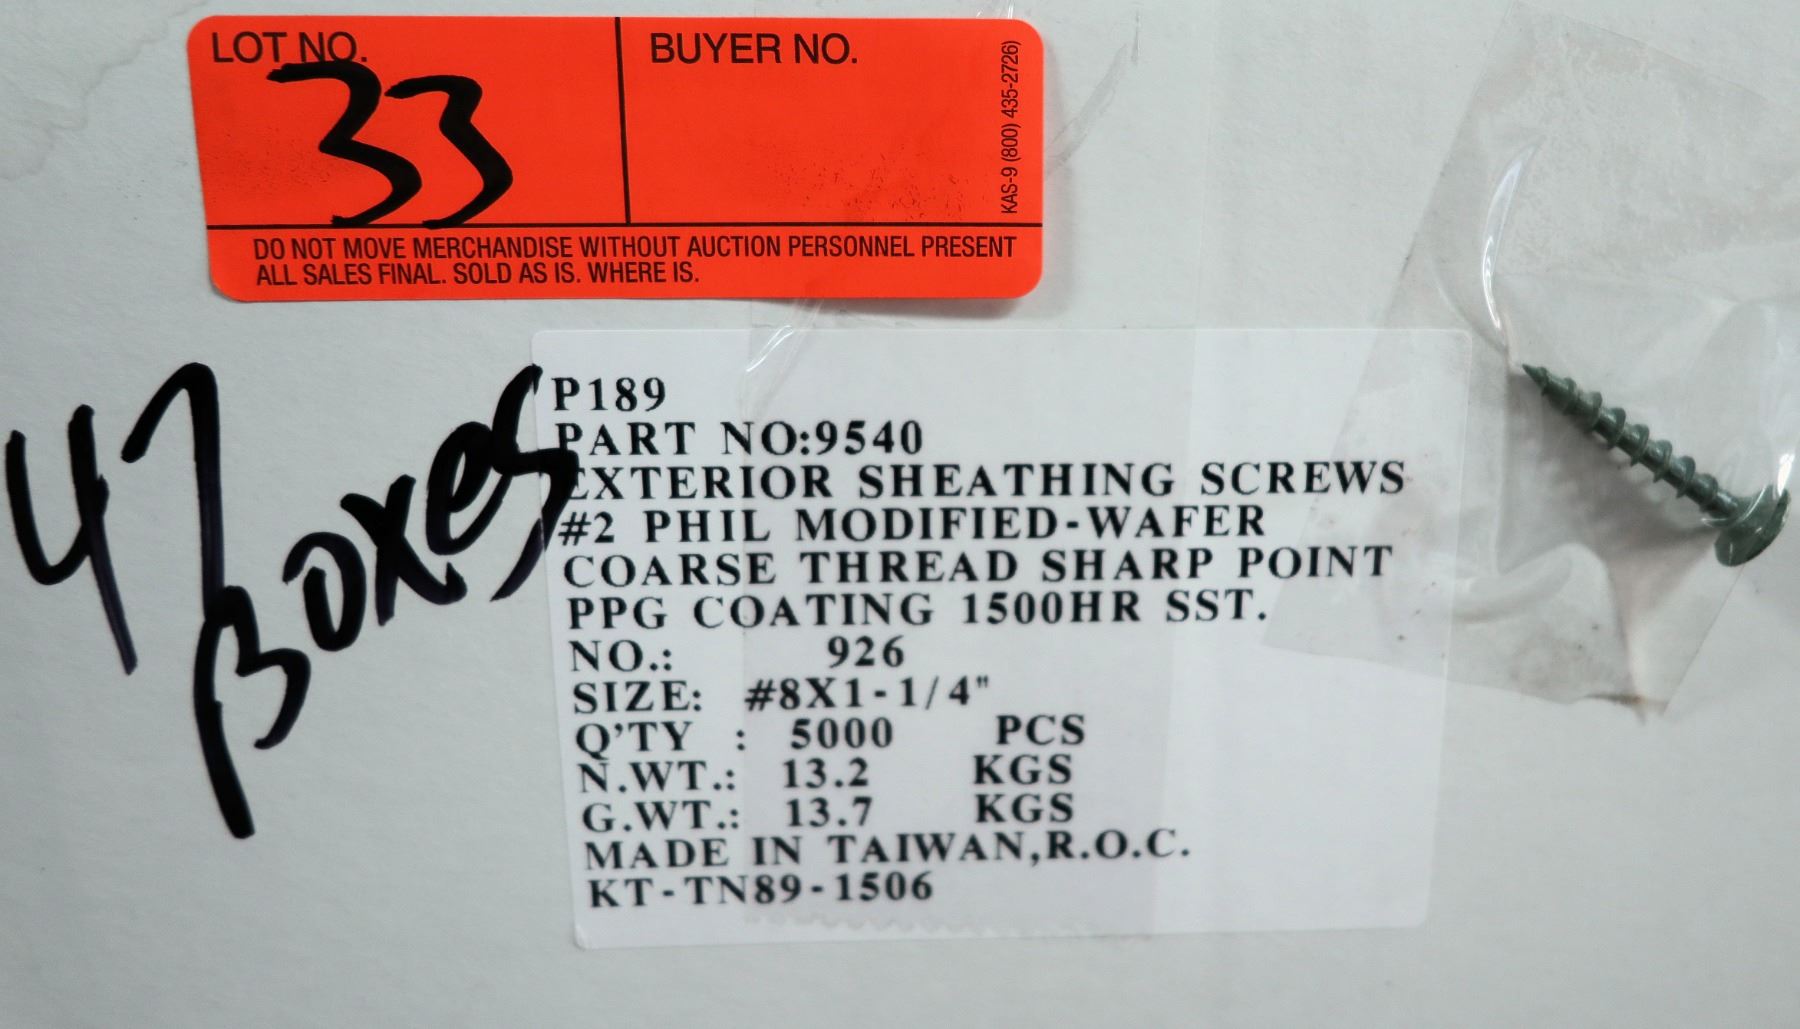 LOT NO.
33
BUYER NO.
KAS-9 (800) 435-2726)
DO NOT MOVE MERCHANDISE WITHOUT AUCTION PERSONNEL PRESENT
ALL SALES FINAL. SOLD AS IS. WHERE IS.
47
Boxes
P189
PART NO:9540
EXTERIOR SHEATHING SCREWS
#2 PHIL MODIFIED-WAFER
COARSE THREAD SHARP POINT
PPG COATING 1500HR SST.
NO.: 926
SIZE: #8X1-1/4"
Q'TY : 5000 PCS
N.WT.: 13.2 KGS
G.WT.: 13.7 KGS
MADE IN TAIWAN,R.O.C.
KT-TN89-1506